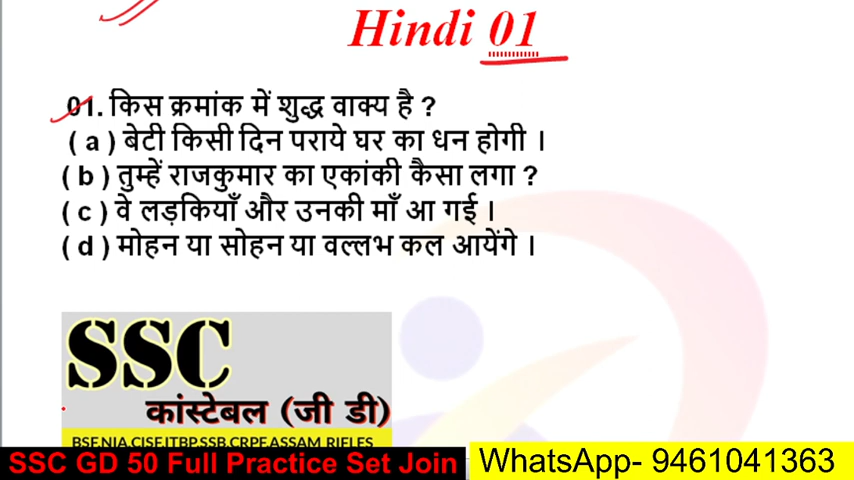 Hindi 01
01. किस क्रमांक में शुद्ध वाक्य है ?
( a ) बेटी किसी दिन पराये घर का धन होगी ।
( b ) तुम्हें राजकुमार का एकांकी कैसा लगा ?
( c ) वे लड़कियाँ और उनकी माँ आ गई ।
( d ) मोहन या सोहन या वल्लभ कल आयेंगे ।
SSC
कांस्टेबल (जी डी)
BSF,NIA,CISF,ITBP,SSB,CRPF,ASSAM RIFLES
SSC GD 50 Full Practice Set Join
WhatsApp- 9461041363